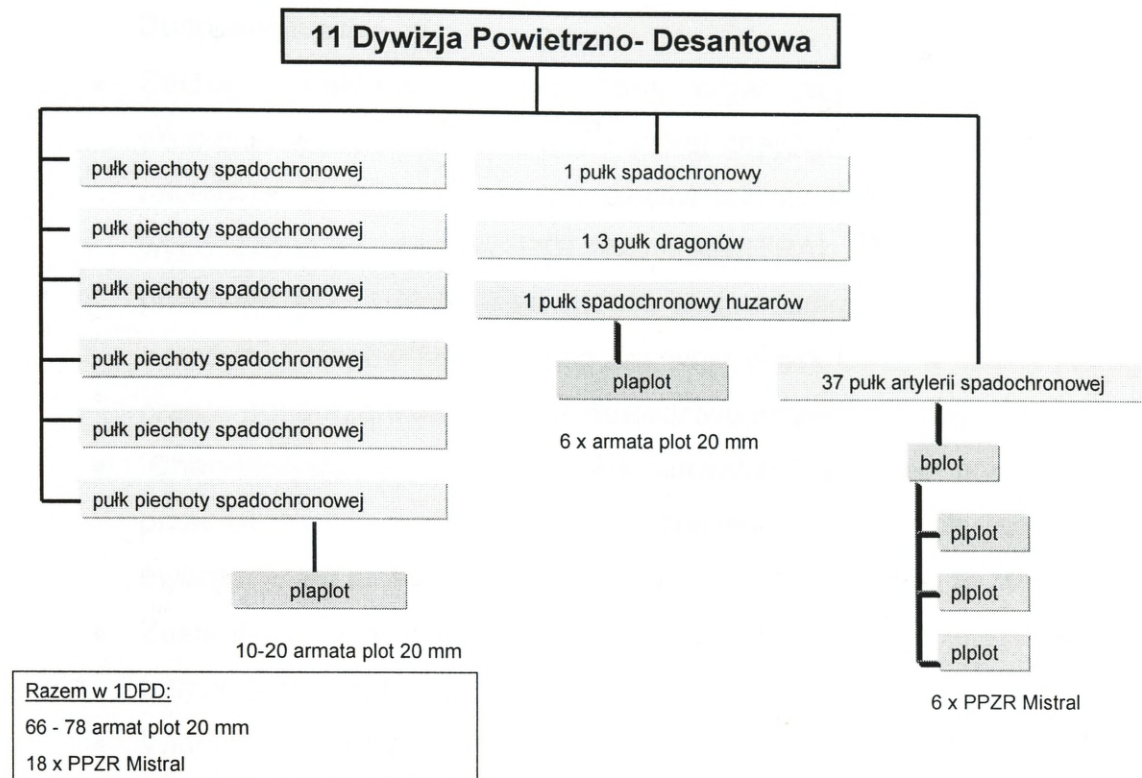 11 Dywizja Powietrzno- Desantowa
pułk piechoty spadochronowej
pułk piechoty spadochronowej
pułk piechoty spadochronowej
pułk piechoty spadochronowej
pułk piechoty spadochronowej
pułk piechoty spadochronowej
plaplot
10-20 armata plot 20 mm
1 pułk spadochronowy
1 3 pułk dragonów
1 pułk spadochronowy huzarów
plaplot
6 x armata plot 20 mm
37 pułk artylerii spadochronowej
bplot
plplot
plplot
plplot
6 x PPZR Mistral
Razem w 1DPD:
66 - 78 armat plot 20 mm
18 x PPZR Mistral